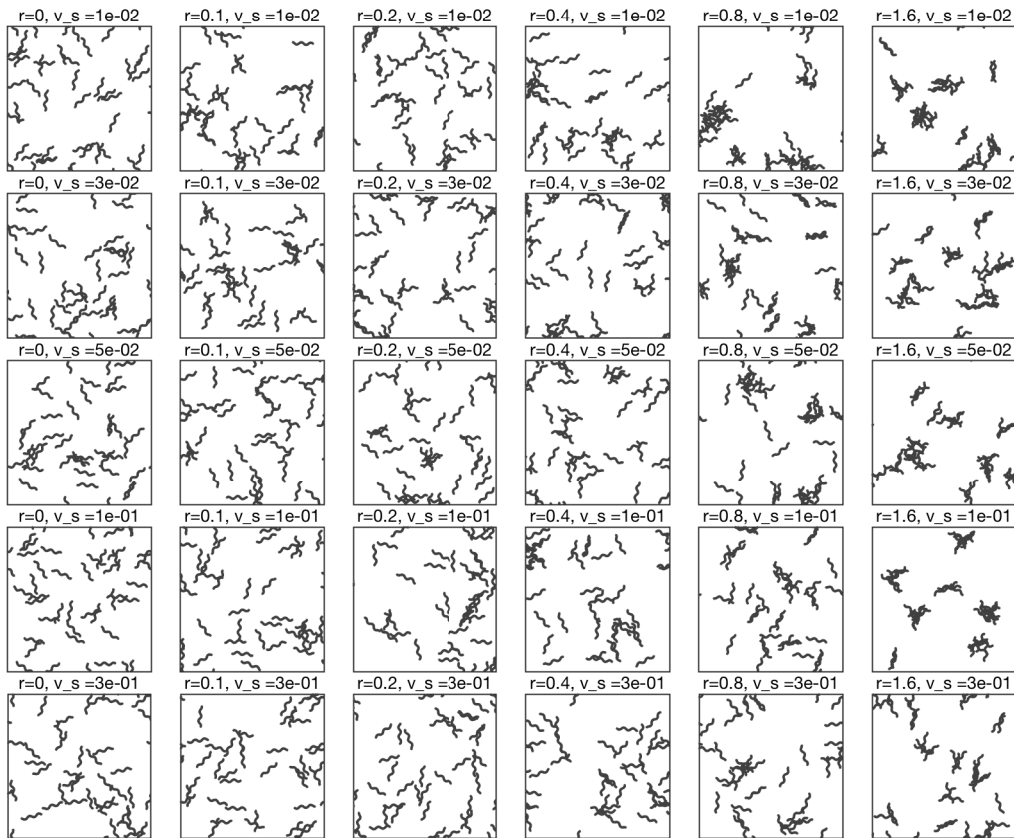 r=0, v_s =1e-02 r=0.1, v_s =1e-02 r=0.2, v_s =1e-02 r=0.4, v_s =1e-02 r=0.8, v_s =1e-02 r=1.6, v_s =1e-02
r=0, v_s =3e-02 r=0.1, v_s =3e-02 r=0.2, v_s =3e-02 r=0.4, v_s =3e-02 r=0.8, v_s =3e-02 r=1.6, v_s =3e-02
r=0, v_s =5e-02 r=0.1, v_s =5e-02 r=0.2, v_s =5e-02 r=0.4, v_s =5e-02 r=0.8, v_s =5e-02 r=1.6, v_s =5e-02
r=0, v_s =1e-01 r=0.1, v_s =1e-01 r=0.2, v_s =1e-01 r=0.4, v_s =1e-01 r=0.8, v_s =1e-01 r=1.6, v_s =1e-01
r=0, v_s =3e-01 r=0.1, v_s =3e-01 r=0.2, v_s =3e-01 r=0.4, v_s =3e-01 r=0.8, v_s =3e-01 r=1.6, v_s =3e-01